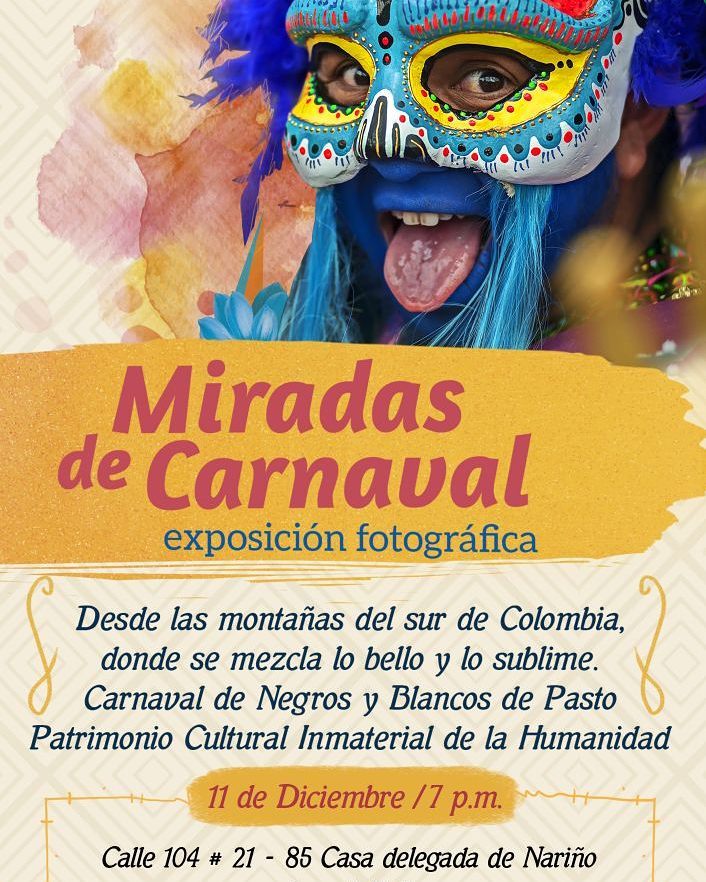 Miradas
de Carnaval
exposición fotográfica
Desde las montañas del sur de Colombia,
donde se mezcla lo bello y lo sublime.
Carnaval de Negros y Blancos de Pasto
Patrimonio Cultural Inmaterial de la Humanidad
11 de Diciembre / 7 p.m.
Calle 104 # 21 - 85 Casa delegada de Nariño